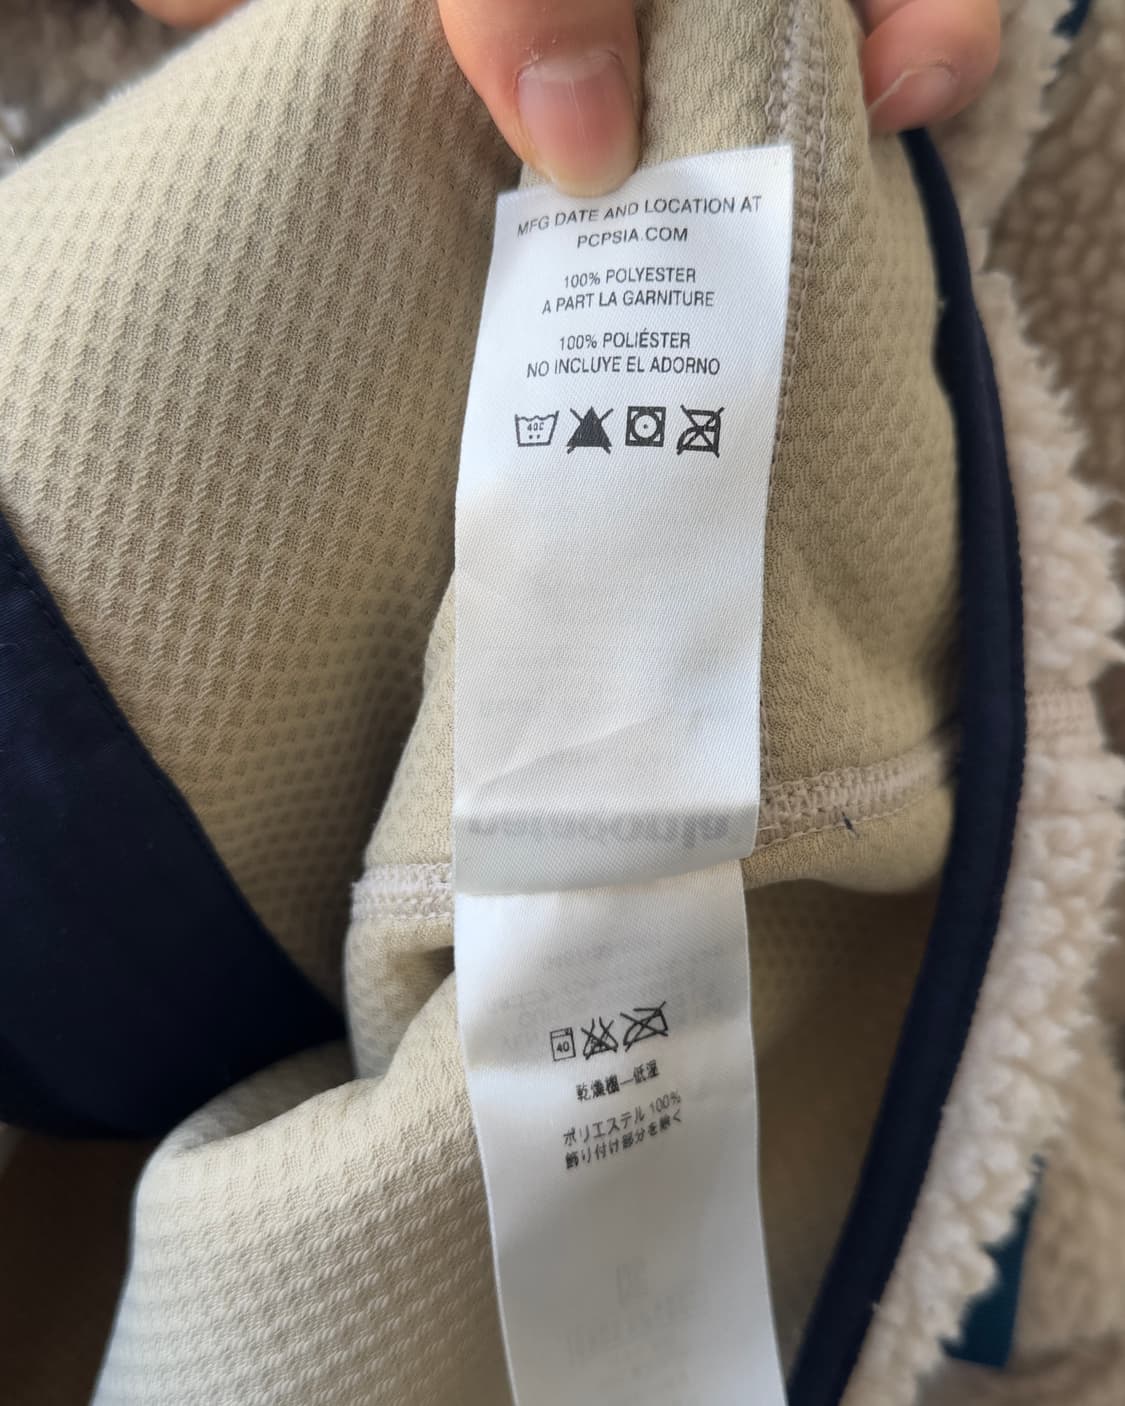 MFG DATE AND LOCATION AT
PCPSIA.COM
100% POLYESTER
A PART LA GARNITURE
100% POLIÉSTER
NO INCLUYE EL ADORNO
40C
40
乾燥機—低温
ポリエステル 100%
飾り付け部分を除く